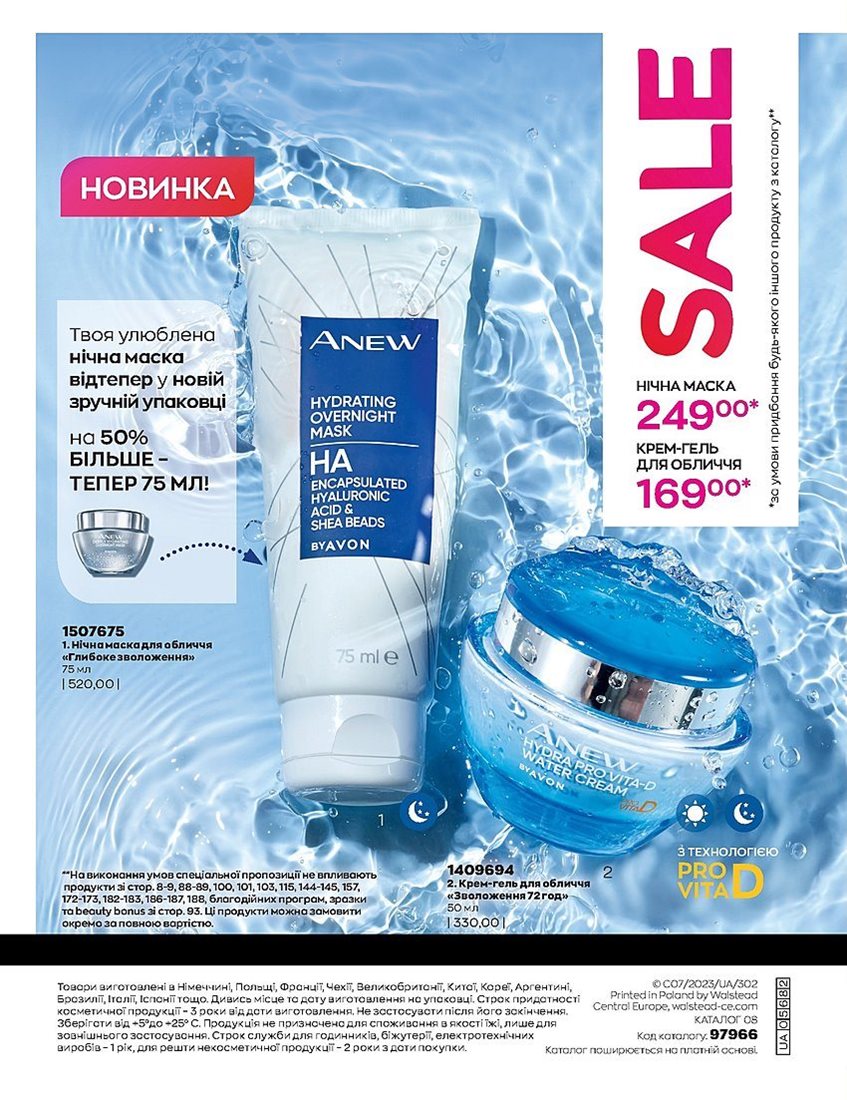 НОВИНКА
SALE
Твоя улюблена
нічна маска
відтепер у новій
зручній упаковці
на 50%
БІЛЬШЕ –
ТЕПЕР 75 МЛ!
ANEW
HYDRATING
OVERNIGHT
MASK
HA
ENCAPSULATED
HYALURONIC
ACID &
SHEA BEADS
BY AVON
75 ml e
НІЧНА МАСКА
249⁰⁰*
КРЕМ-ГЕЛЬ
ДЛЯ ОБЛИЧЧЯ
169⁰⁰*
*за умови придбання будь-якого іншого продукту з каталогу**
ANEW
1507675
1. Нічна маска для обличчя
«Глибоке зволоження»
75 мл
| 520,00 |
ANEW
HYDRA PRO VITA-D
WATER CREAM
BY AVON
PRO VITA D
1
З ТЕХНОЛОГІЄЮ
PRO
VITA D
**На виконання умов спеціальної пропозиції не впливають
продукти зі стор. 8-9, 88-89, 100, 101, 103, 115, 144-145, 157,
172-173, 182-183, 186-187, 188, благодійних програм, зразки
та beauty bonus зі стор. 93. Ці продукти можна замовити
окремо за повною вартістю.
1409694
2
2. Крем-гель для обличчя
«Зволоження 72 год»
50 мл
| 330,00 |
Товари виготовлені в Німеччині, Польщі, Франції, Чехії, Великобританії, Китаї, Кореї, Аргентині,
Бразилії, Італії, Іспанії тощо. Дивись місце та дату виготовлення на упаковці. Строк придатності
косметичної продукції – 3 роки від дати виготовлення. Не застосувати після його закінчення.
Зберігати від +5° до +25° С. Продукція не призначена для споживання в якості їжі, лише для
зовнішнього застосування. Строк служби для годинників, біжутерії, електротехнічних
виробів – 1 рік, для решти некосметичної продукції – 2 роки з дати покупки.
© C07/2023/UA/302
Printed in Poland by Walstead
Central Europe, walstead-ce.com
КАТАЛОГ 08
Код каталогу: 97966
Каталог поширюється на платній основі.
UA 05682